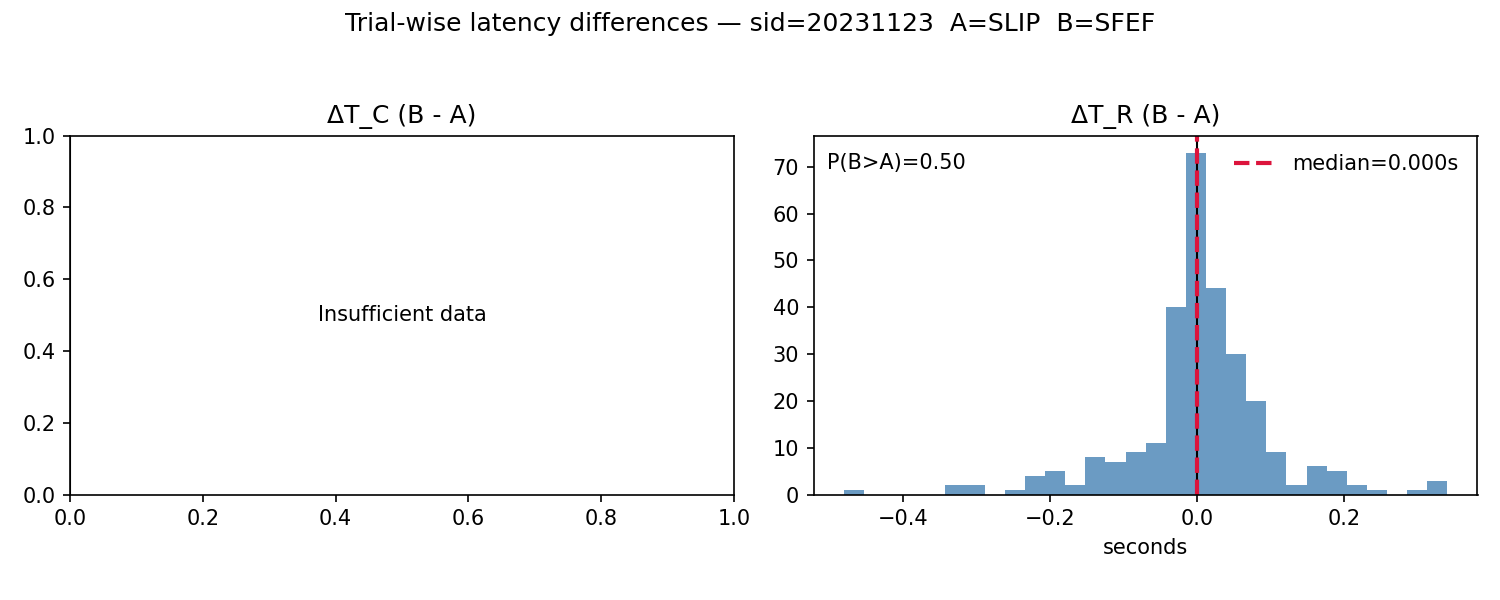 Trial-wise latency differences — sid=20231123  A=SLIP  B=SFEF
ΔT_C (B - A)
1.0
0.8
0.6
0.4
0.2
0.0
Insufficient data
0.0 0.2 0.4 0.6 0.8 1.0
ΔT_R (B - A)
P(B>A)=0.50
median=0.000s
70
60
50
40
30
20
10
0
−0.4 −0.2 0.0 0.2
seconds